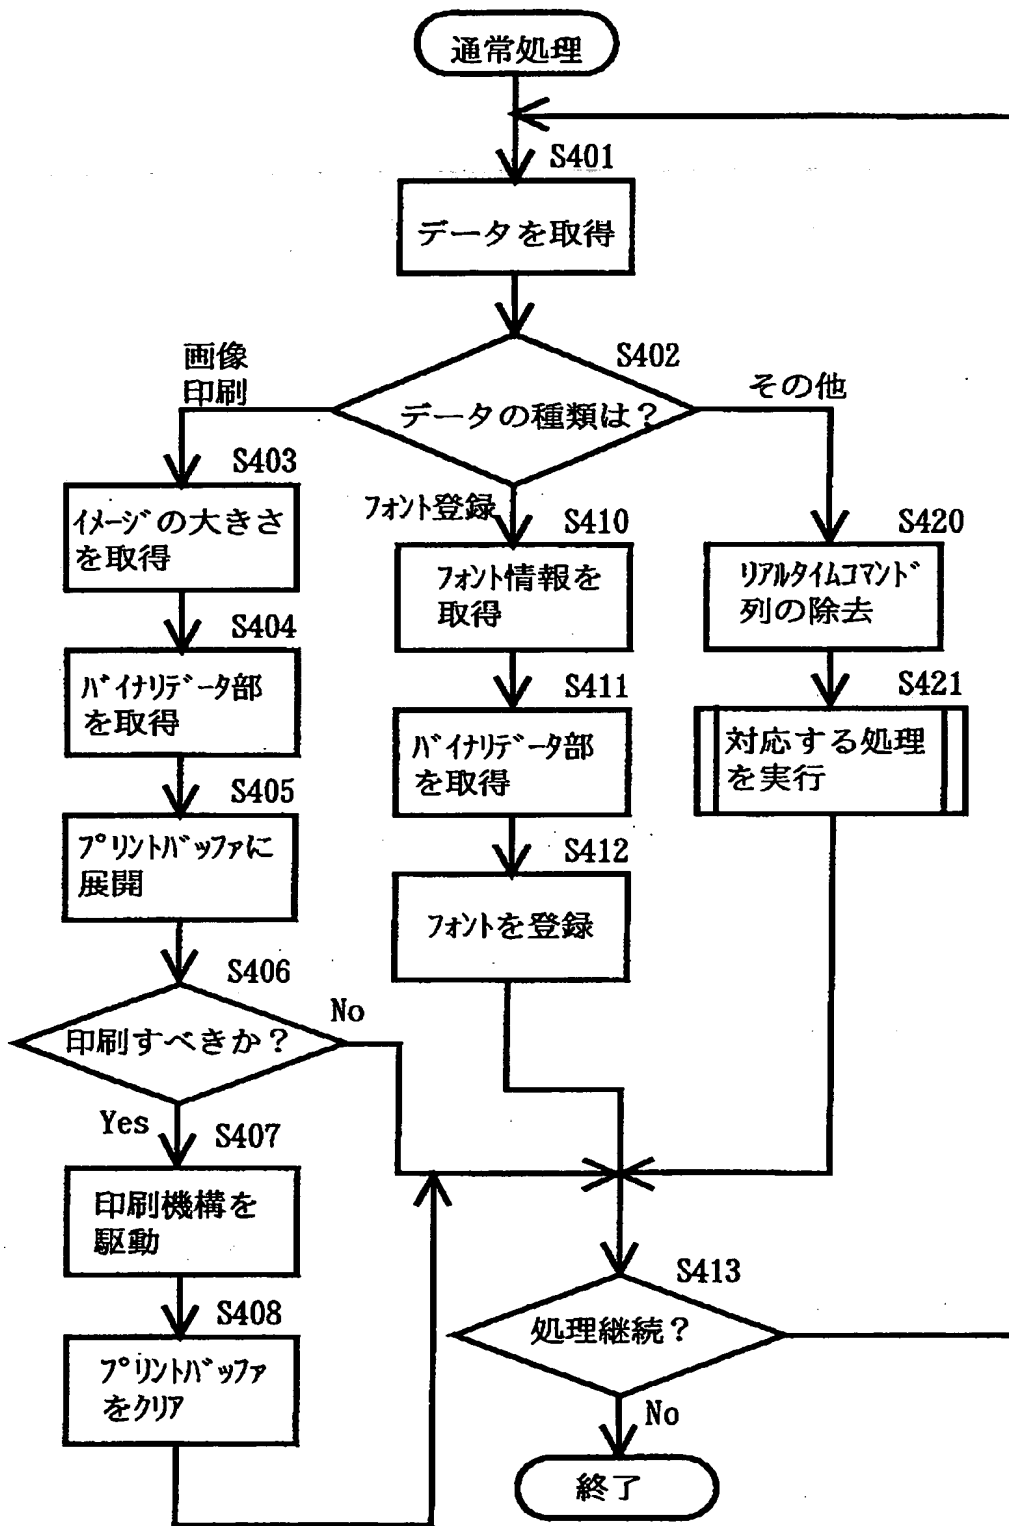 通常処理
S401
データを取得
S402
データの種類は？
画像
印刷
フォント登録
その他
S403
イメージの大きさ
を取得
S404
バイナリデータ部
を取得
S405
プリントバッファに
展開
S406
印刷すべきか？
No
Yes
S407
印刷機構を
駆動
S408
プリントバッファ
をクリア
S410
フォント情報を
取得
S411
バイナリデータ部
を取得
S412
フォントを登録
S420
リアルタイムコマンド
列の除去
S421
対応する処理
を実行
S413
処理継続？
No
終了